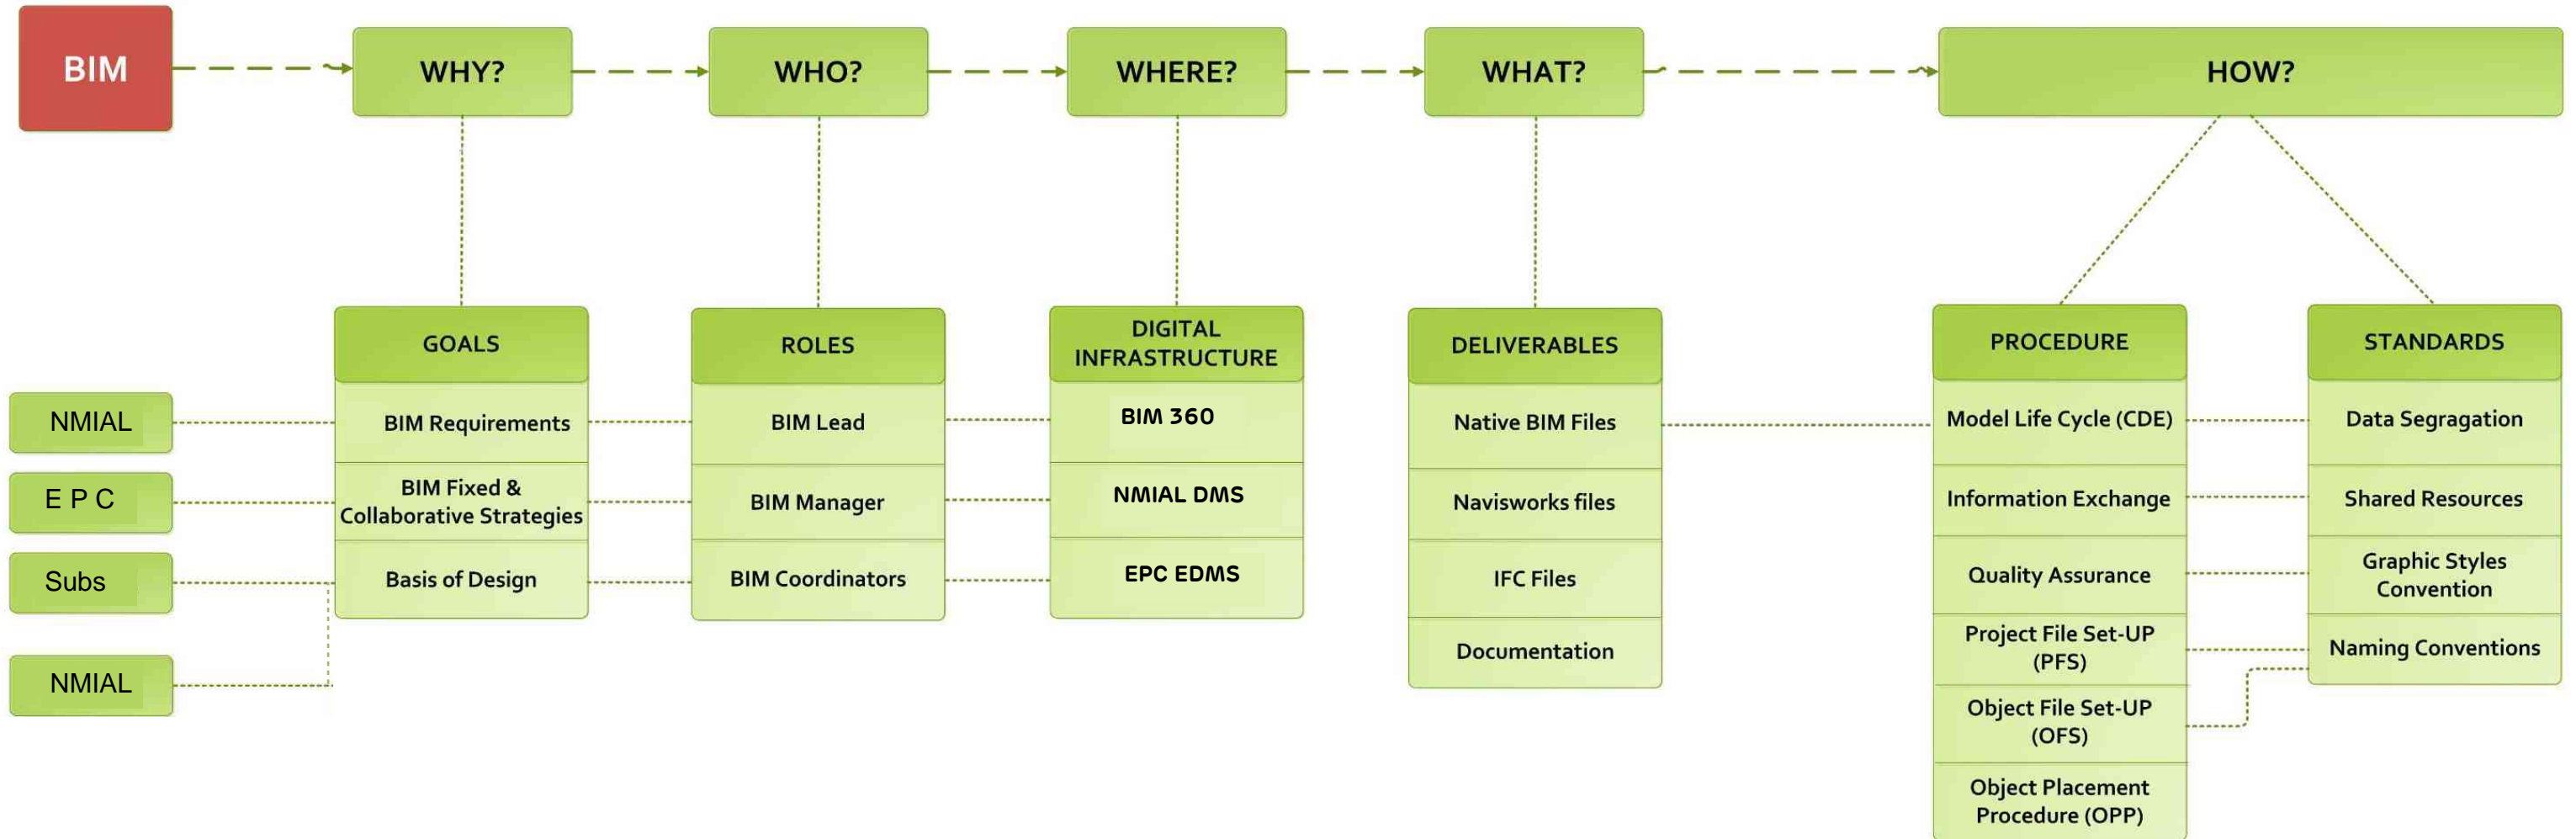 BIM
WHY?
WHO?
WHERE?
WHAT?
HOW?
NMIAL
E P C
Subs
NMIAL
GOALS
BIM Requirements
BIM Fixed &
Collaborative Strategies
Basis of Design
ROLES
BIM Lead
BIM Manager
BIM Coordinators
DIGITAL
INFRASTRUCTURE
BIM 360
NMIAL DMS
EPC EDMS
DELIVERABLES
Native BIM Files
Navisworks files
IFC Files
Documentation
PROCEDURE
Model Life Cycle (CDE)
Information Exchange
Quality Assurance
Project File Set-UP
(PFS)
Object File Set-UP
(OFS)
Object Placement
Procedure (OPP)
STANDARDS
Data Segragation
Shared Resources
Graphic Styles
Convention
Naming Conventions